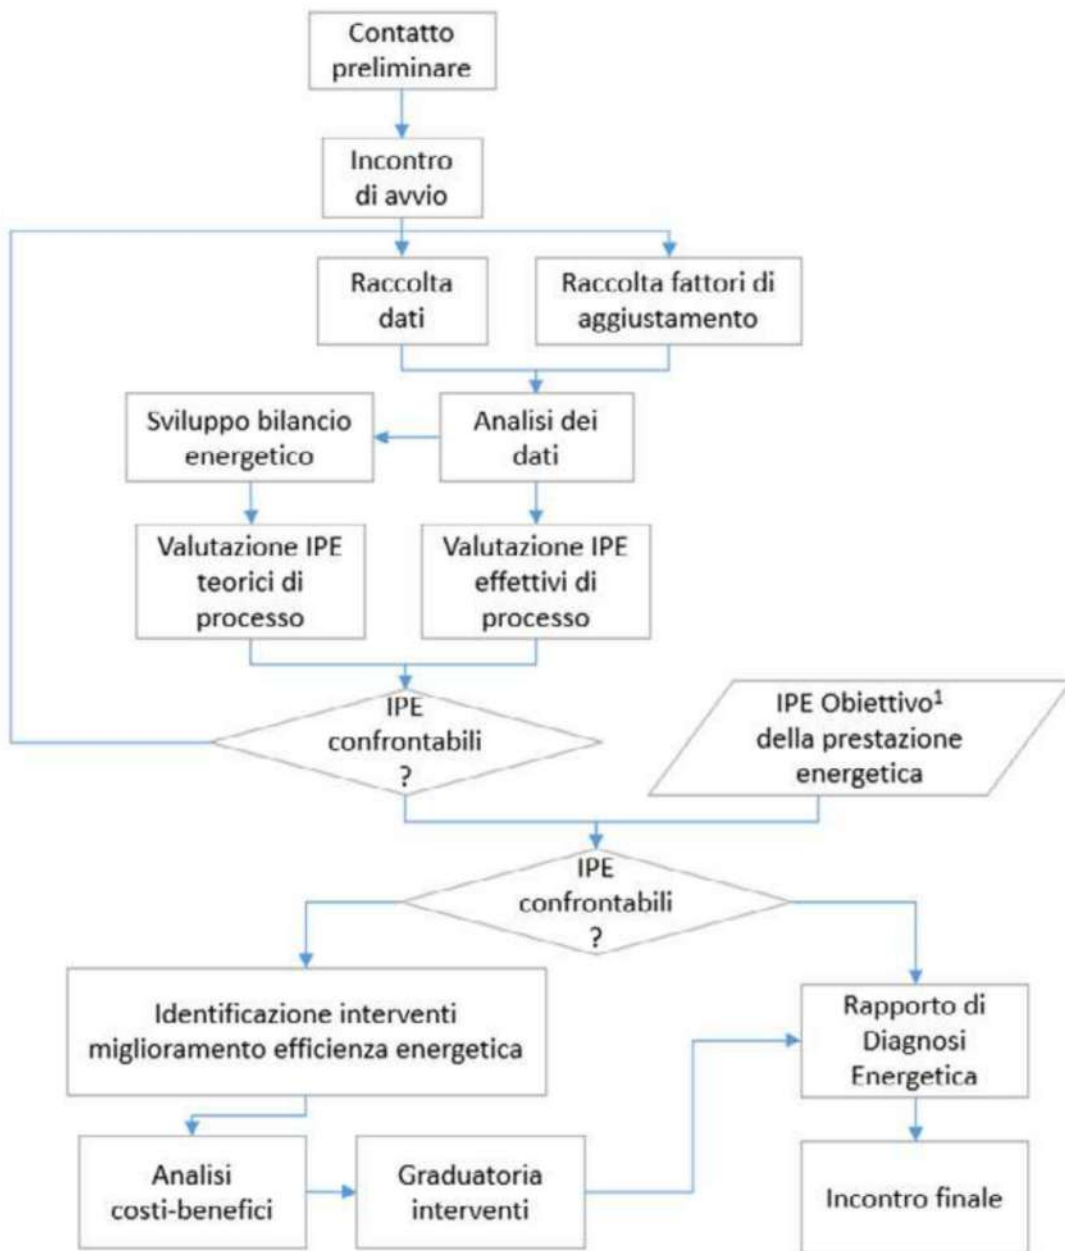 Contatto
preliminare
Incontro
di avvio
Raccolta
dati
Raccolta fattori di
aggiustamento
Sviluppo bilancio
energetico
Analisi dei
dati
Valutazione IPE
teorici di
processo
Valutazione IPE
effettivi di
processo
IPE
confrontabili
?
IPE Obiettivo¹
della prestazione
energetica
IPE
confrontabili
?
Identificazione interventi
miglioramento efficienza energetica
Rapporto di
Diagnosi
Energetica
Analisi
costi-benefici
Graduatoria
interventi
Incontro finale